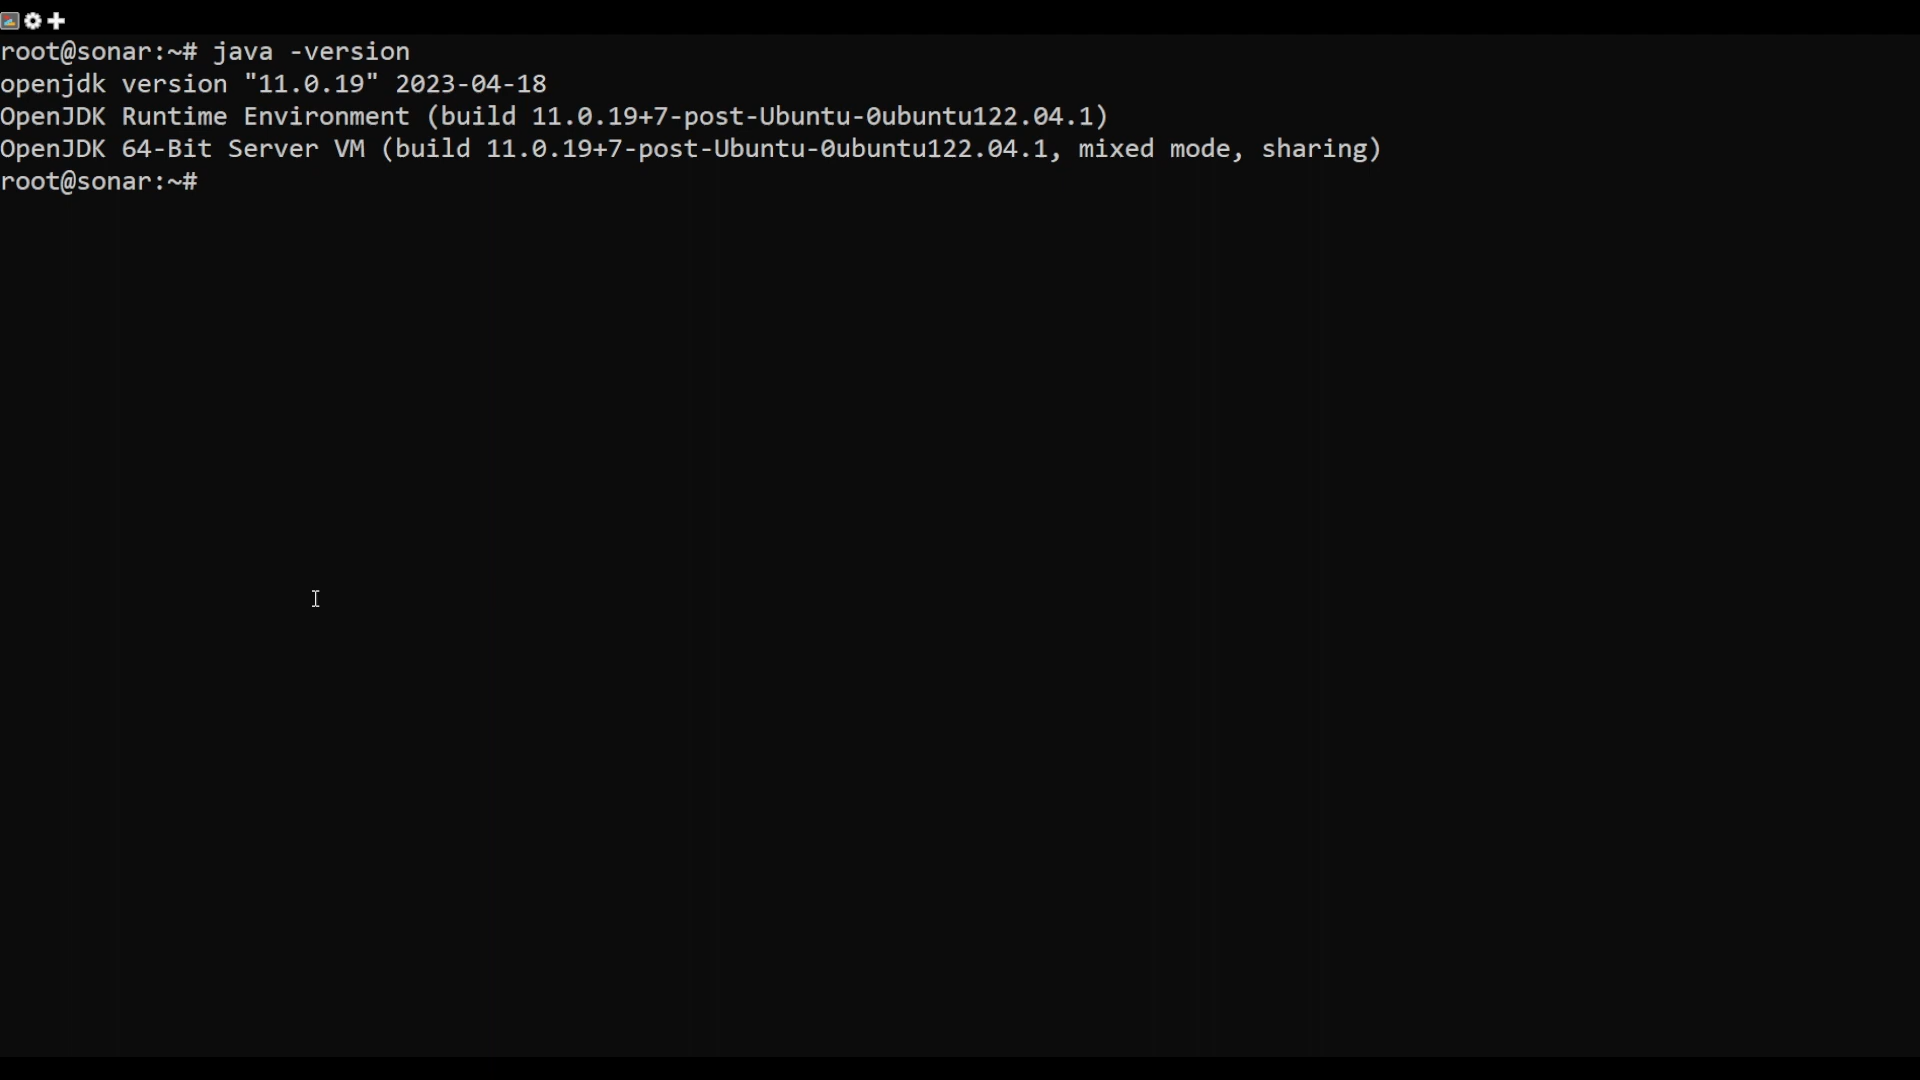 root@sonar:~# java -version
openjdk version "11.0.19" 2023-04-18
OpenJDK Runtime Environment (build 11.0.19+7-post-Ubuntu-0ubuntu122.04.1)
OpenJDK 64-Bit Server VM (build 11.0.19+7-post-Ubuntu-0ubuntu122.04.1, mixed mode, sharing)
root@sonar:~#